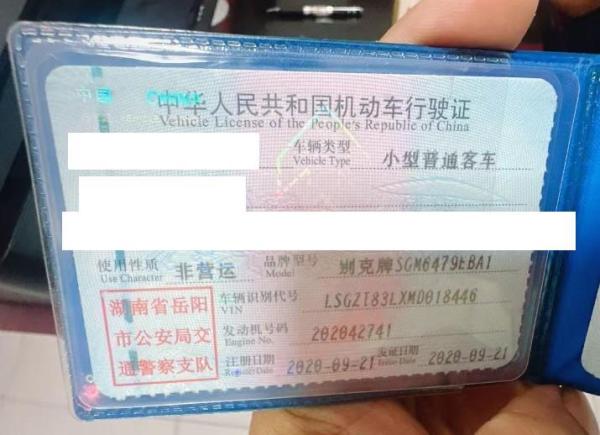 中华人民共和国机动车行驶证
Vehicle License of the People's Republic of China
车辆类型 小型普通客车
Vehicle Type
使用性质 非营运 品牌型号 别克牌SGM6479EBA1
Use Character Model
湖南省岳阳 车辆识别代号 LSGZT83LXMD018446
VIN
市公安局交 发动机号码 202042741
Engine No.
通警察支队 注册日期 2020-09-21 发证日期 2020-09-21
Register Date Issue Date